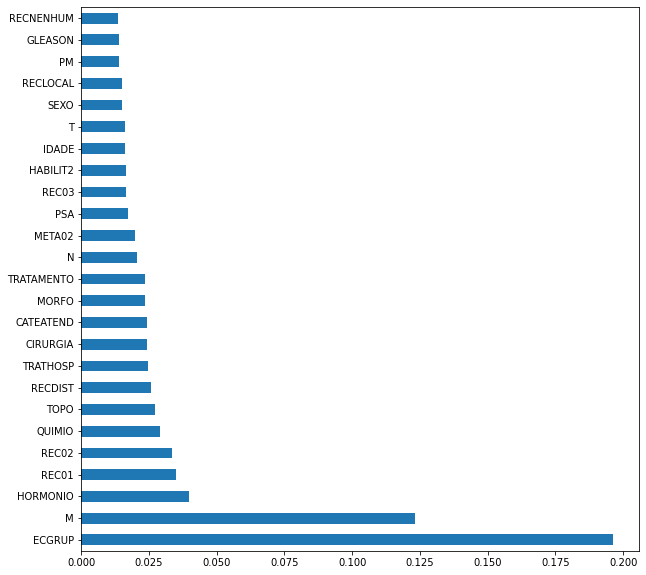 RECNENHUM
GLEASON
PM
RECLOCAL
SEXO
T
IDADE
HABILIT2
REC03
PSA
META02
N
TRATAMENTO
MORFO
CATEATEND
CIRURGIA
TRATHOSP
RECDIST
TOPO
QUIMIO
REC02
REC01
HORMONIO
M
ECGRUP
0.000 0.025 0.050 0.075 0.100 0.125 0.150 0.175 0.200